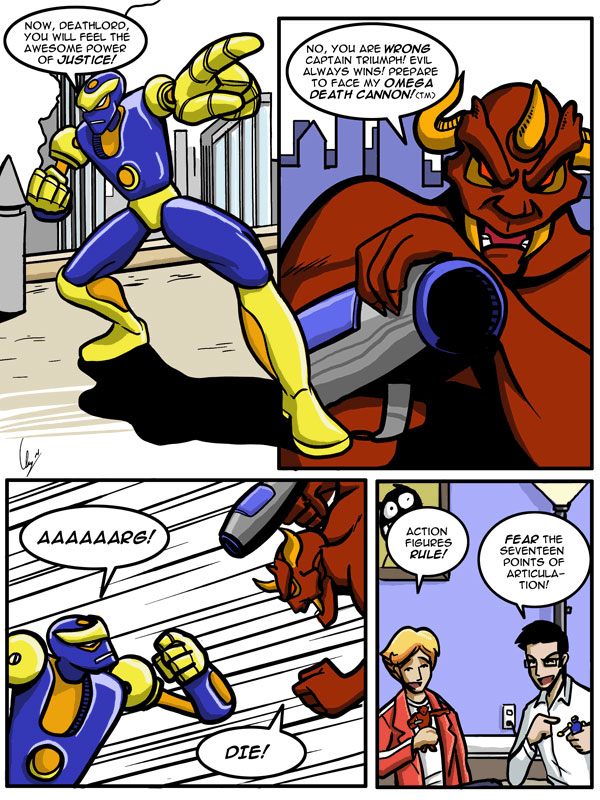 NOW, DEATHLORD,
YOU WILL FEEL THE
AWESOME POWER
OF JUSTICE!
NO, YOU ARE WRONG
CAPTAIN TRIUMPH! EVIL
ALWAYS WINS! PREPARE
TO FACE MY OMEGA
DEATH CANNON!(TM)
AAAAAARG!
DIE!
ACTION
FIGURES
RULE!
FEAR THE
SEVENTEEN
POINTS OF
ARTICULA-
TION!